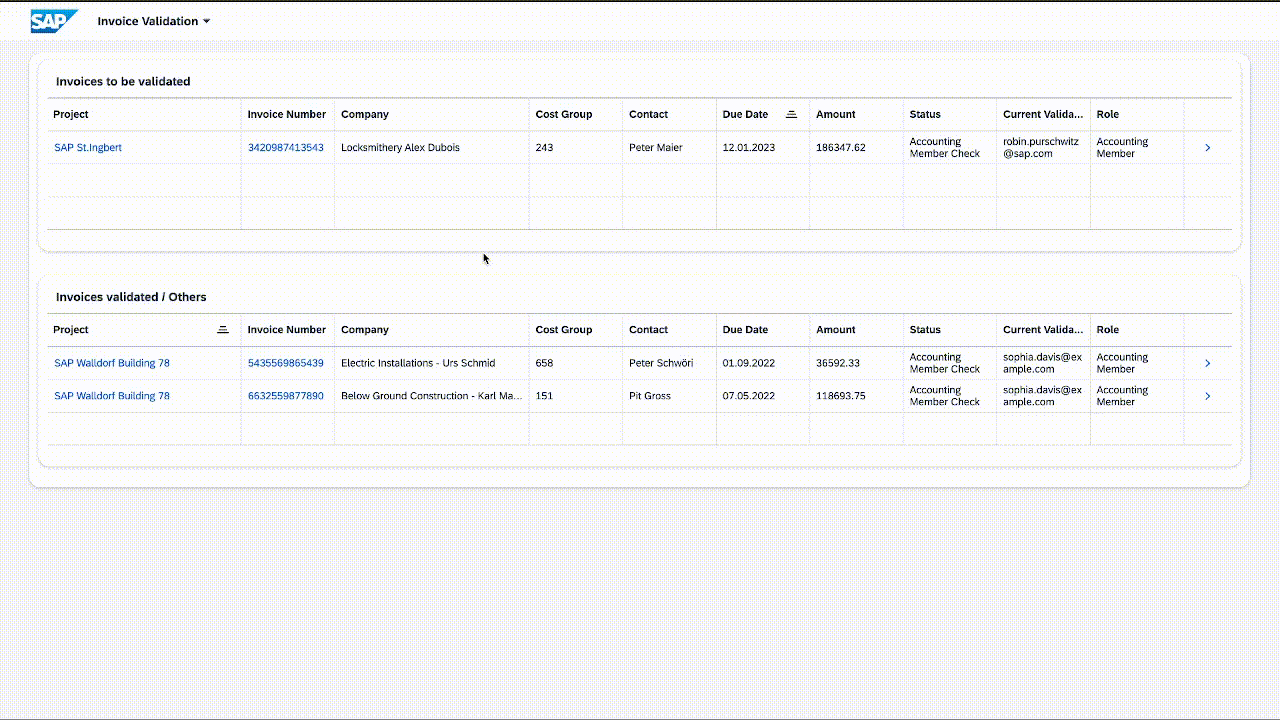 SAP Invoice Validation
Invoices to be validated
Project Invoice Number Company Cost Group Contact Due Date Amount Status Current Valida... Role
SAP St.Ingbert 3420987413543 Locksmithery Alex Dubois 243 Peter Maier 12.01.2023 186347.62 Accounting Member Check robin.purschwitz@sap.com Accounting Member
Invoices validated / Others
Project Invoice Number Company Cost Group Contact Due Date Amount Status Current Valida... Role
SAP Walldorf Building 78 5435569865439 Electric Installations - Urs Schmid 658 Peter Schwöri 01.09.2022 36592.33 Accounting Member Check sophia.davis@example.com Accounting Member
SAP Walldorf Building 78 6632559877890 Below Ground Construction - Karl Ma... 151 Pit Gross 07.05.2022 118693.75 Accounting Member Check sophia.davis@example.com Accounting Member